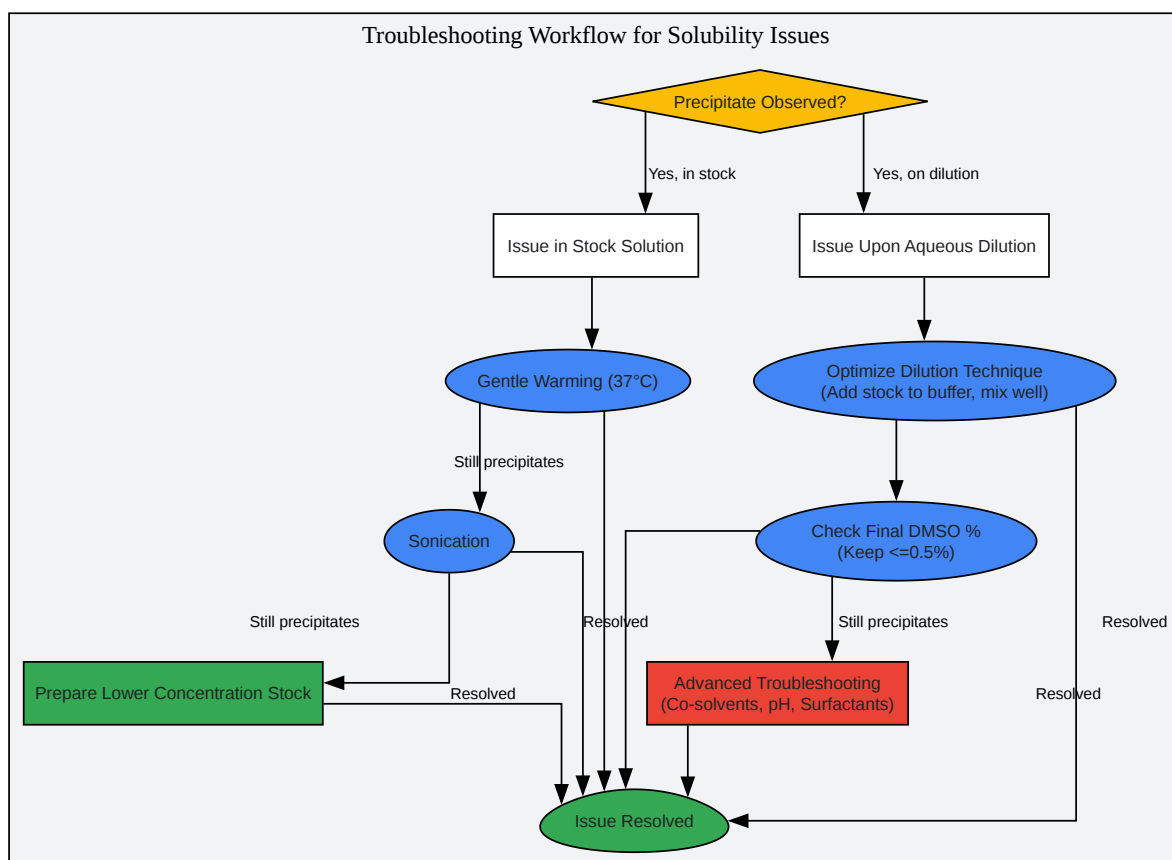 Troubleshooting Workflow for Solubility Issues
Precipitate Observed?
Yes, in stock
Yes, on dilution
Issue in Stock Solution
Issue Upon Aqueous Dilution
Gentle Warming (37°C)
Optimize Dilution Technique
(Add stock to buffer, mix well)
Still precipitates
Sonication
Check Final DMSO %
(Keep <=0.5%)
Still precipitates
Resolved
Still precipitates
Resolved
Prepare Lower Concentration Stock
Resolved
Advanced Troubleshooting
(Co-solvents, pH, Surfactants)
Resolved
Issue Resolved